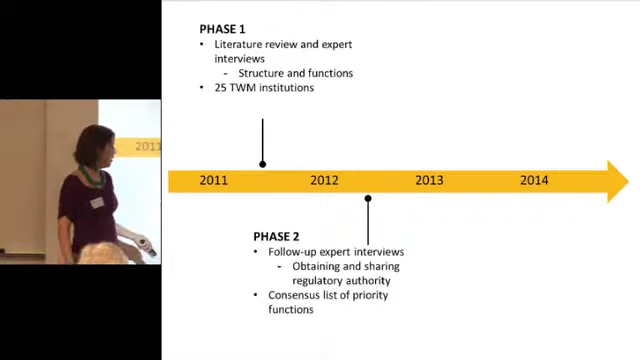 PHASE 1
• Literature review and expert
interviews
- Structure and functions
• 25 TWM institutions
2011
2011 2012 2013 2014
PHASE 2
• Follow-up expert interviews
- Obtaining and sharing
regulatory authority
• Consensus list of priority
functions